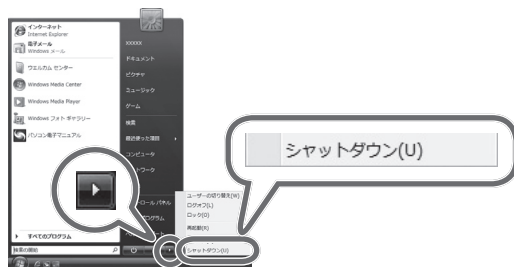 インターネット
Internet Explorer
電子メール
Windows メール
ウェルカム センター
Windows Media Center
Windows Media Player
Windows フォト ギャラリー
パソコン電子マニュアル
すべてのプログラム
検索の開始
XXXXX
ドキュメント
ピクチャ
ミュージック
ゲーム
検索
最近使った項目
コンピュータ
ユーザーの切り替え(W)
ログオフ(L)
ロック(O)
再起動(R)
シャットダウン(U)
シャットダウン(U)